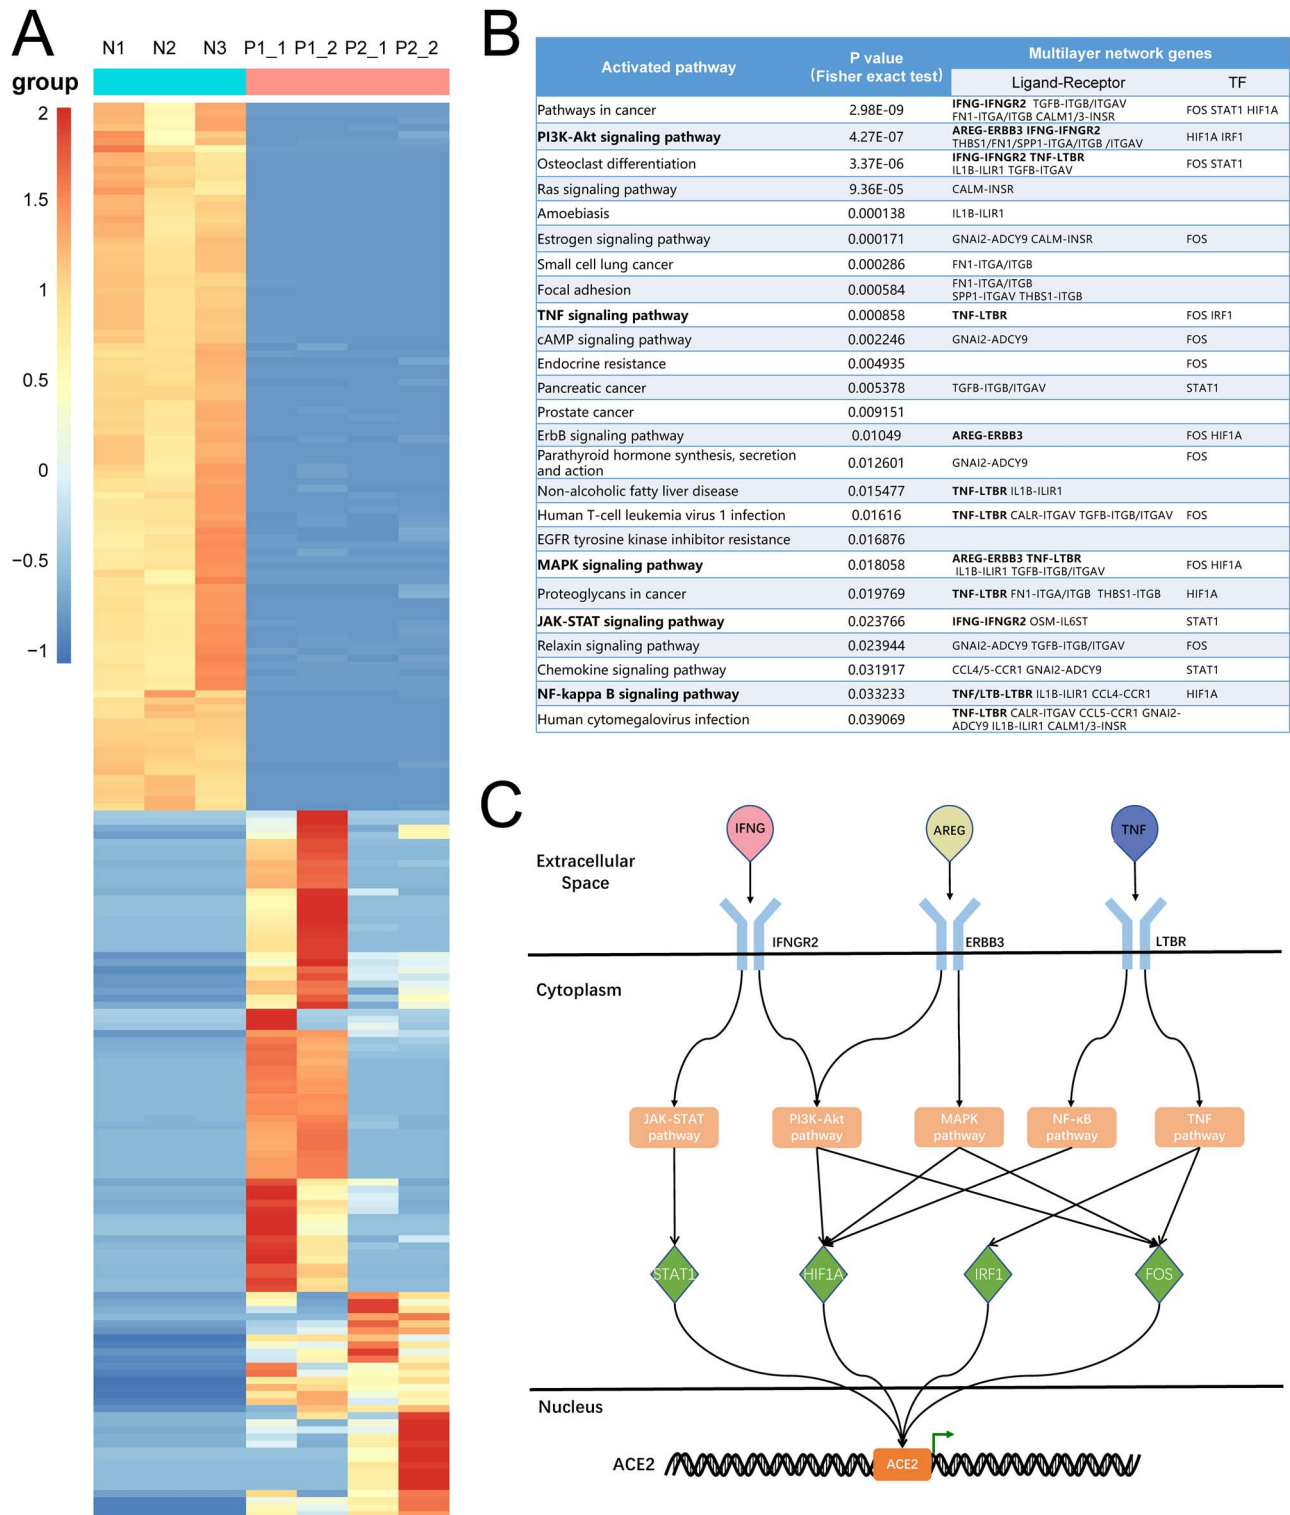 A
N1 N2 N3 P1_1 P1_2 P2_1 P2_2
group
2
1.5
1
0.5
0
−0.5
−1
B
Activated pathway
P value
(Fisher exact test)
Multilayer network genes
Ligand-Receptor TF
Pathways in cancer 2.98E-09 IFNG-IFNGR2 TGFB-ITGB/ITGAV FOS STAT1 HIF1A
FN1-ITGA/ITGB CALM1/3-INSR
PI3K-Akt signaling pathway 4.27E-07 AREG-ERBB3 IFNG-IFNGR2 HIF1A IRF1
THBS1/FN1/SPP1-ITGA/ITGB /ITGAV
Osteoclast differentiation 3.37E-06 IFNG-IFNGR2 TNF-LTBR FOS STAT1
IL1B-ILIR1 TGFB-ITGAV
Ras signaling pathway 9.36E-05 CALM-INSR
Amoebiasis 0.000138 IL1B-ILIR1
Estrogen signaling pathway 0.000171 GNAI2-ADCY9 CALM-INSR FOS
Small cell lung cancer 0.000286 FN1-ITGA/ITGB
Focal adhesion 0.000584 FN1-ITGA/ITGB
SPP1-ITGAV THBS1-ITGB
TNF signaling pathway 0.000858 TNF-LTBR FOS IRF1
cAMP signaling pathway 0.002246 GNAI2-ADCY9 FOS
Endocrine resistance 0.004935 FOS
Pancreatic cancer 0.005378 TGFB-ITGB/ITGAV STAT1
Prostate cancer 0.009151
ErbB signaling pathway 0.01049 AREG-ERBB3 FOS HIF1A
Parathyroid hormone synthesis, secretion
and action 0.012601 GNAI2-ADCY9 FOS
Non-alcoholic fatty liver disease 0.015477 TNF-LTBR IL1B-ILIR1
Human T-cell leukemia virus 1 infection 0.01616 TNF-LTBR CALR-ITGAV TGFB-ITGB/ITGAV FOS
EGFR tyrosine kinase inhibitor resistance 0.016876
MAPK signaling pathway 0.018058 AREG-ERBB3 TNF-LTBR FOS HIF1A
IL1B-ILIR1 TGFB-ITGB/ITGAV
Proteoglycans in cancer 0.019769 TNF-LTBR FN1-ITGA/ITGB THBS1-ITGB HIF1A
JAK-STAT signaling pathway 0.023766 IFNG-IFNGR2 OSM-IL6ST STAT1
Relaxin signaling pathway 0.023944 GNAI2-ADCY9 TGFB-ITGB/ITGAV FOS
Chemokine signaling pathway 0.031917 CCL4/5-CCR1 GNAI2-ADCY9 STAT1
NF-kappa B signaling pathway 0.033233 TNF/LTB-LTBR IL1B-ILIR1 CCL4-CCR1 HIF1A
Human cytomegalovirus infection 0.039069 TNF-LTBR CALR-ITGAV CCL5-CCR1 GNAI2-
ADCY9 IL1B-ILIR1 CALM1/3-INSR
C
IFNG AREG TNF
Extracellular
Space
IFNGR2 ERBB3 LTBR
Cytoplasm
JAK-STAT
pathway
PI3K-Akt
pathway
MAPK
pathway
NF-κB
pathway
TNF
pathway
STAT1 HIF1A IRF1 FOS
Nucleus
ACE2 ACE2